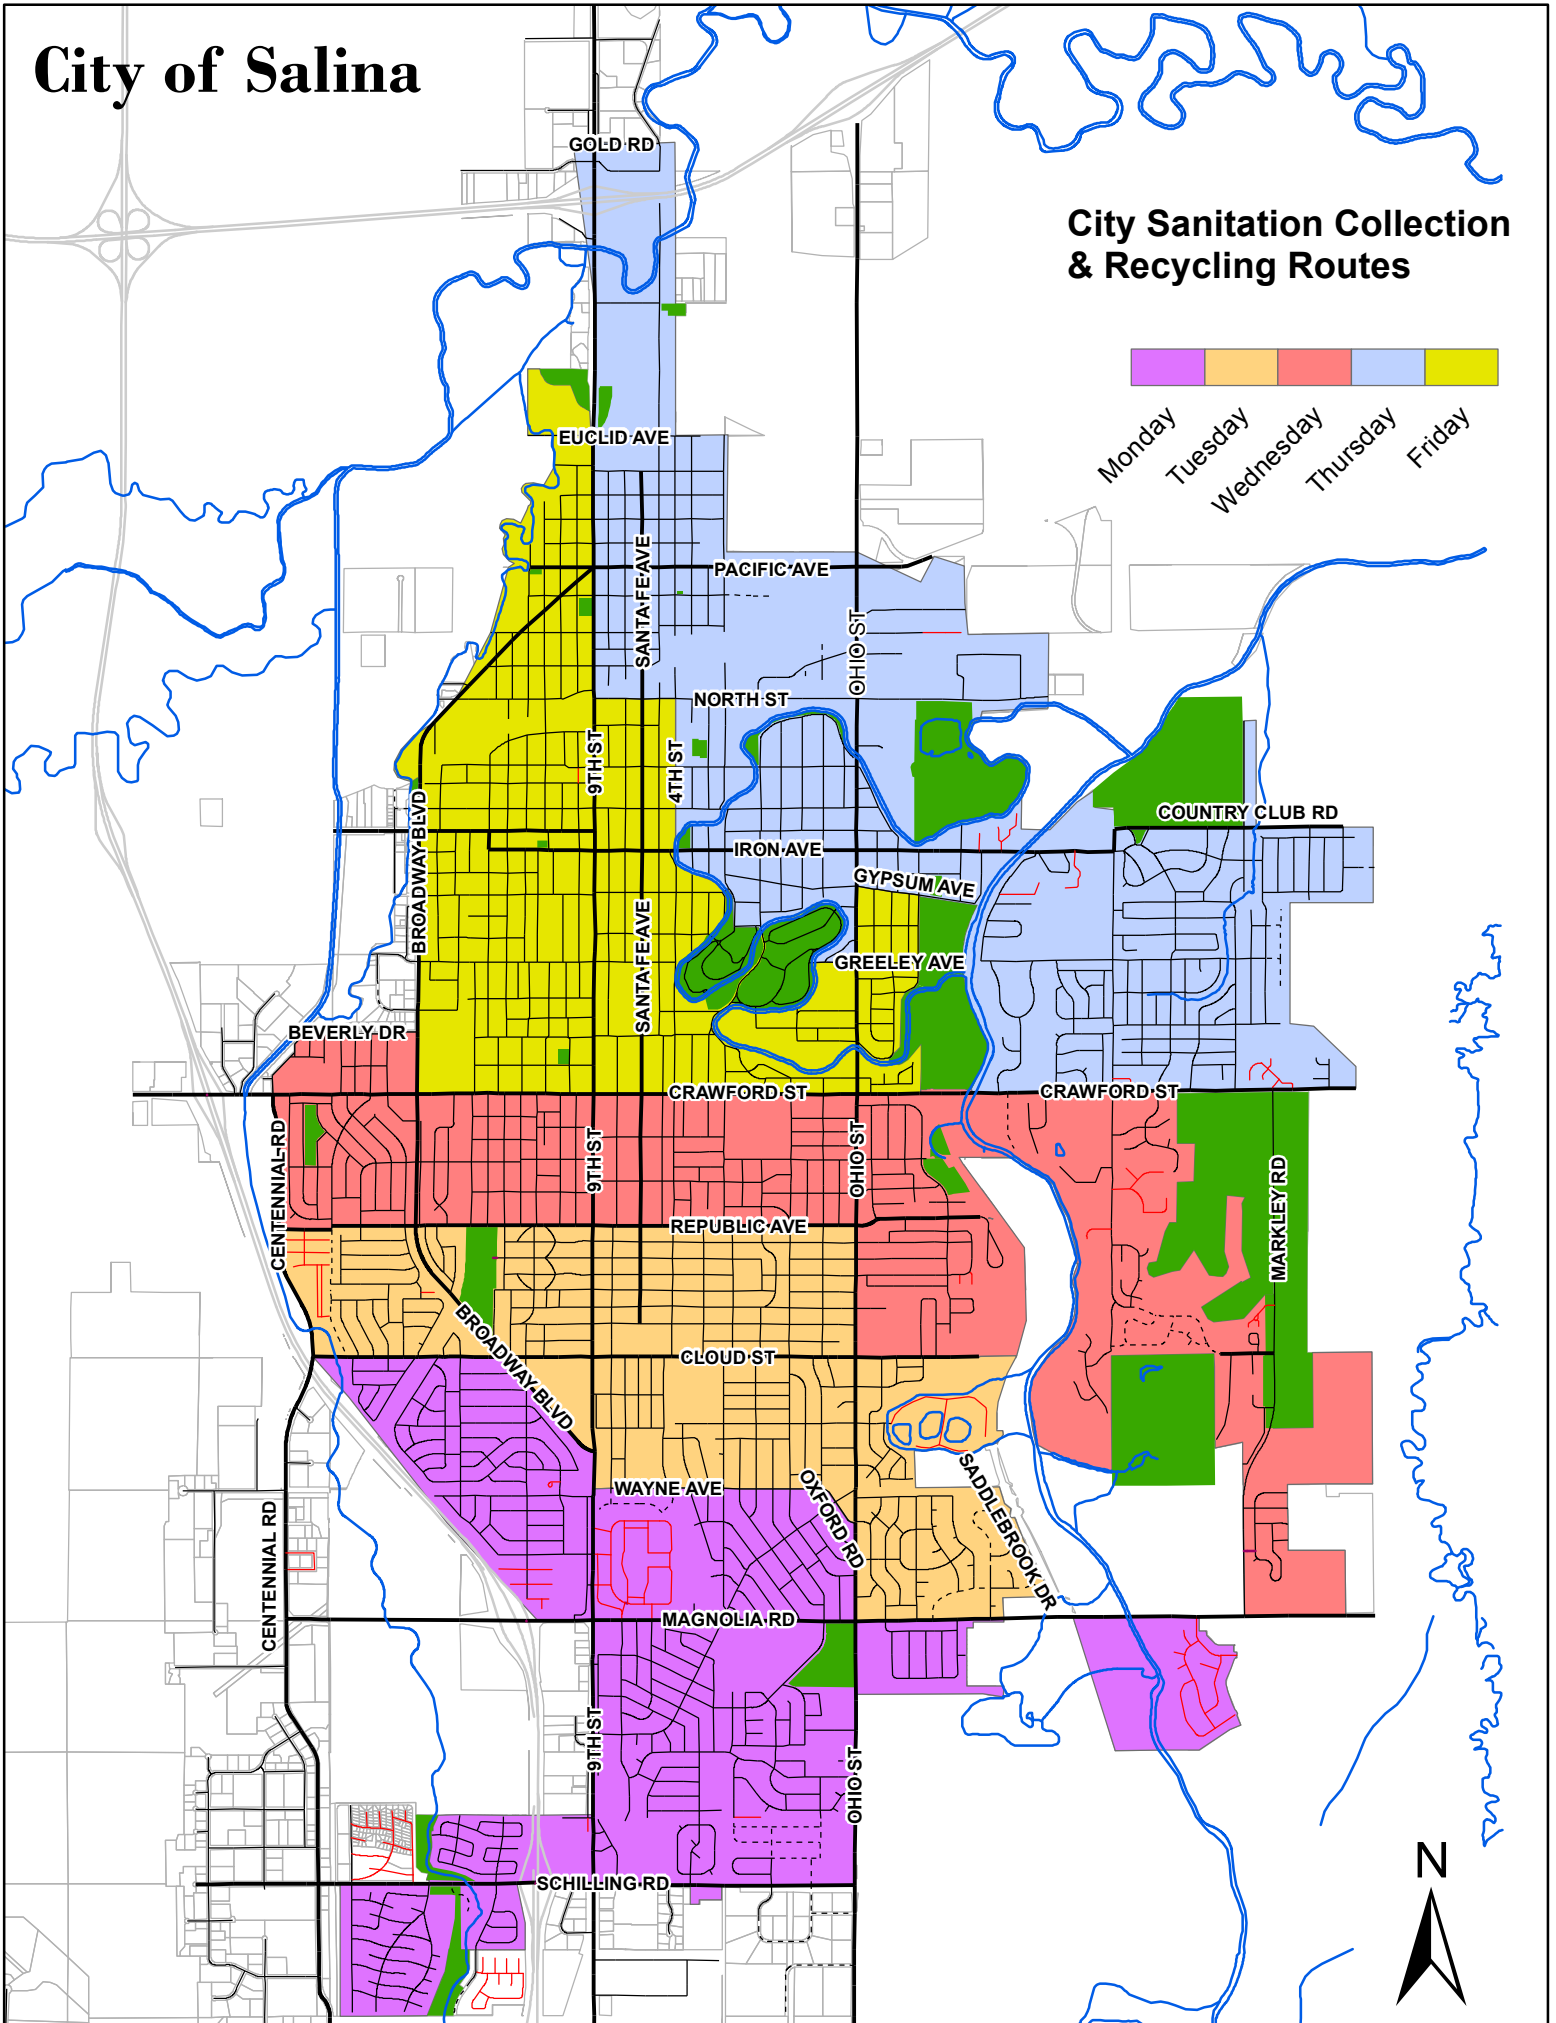 City of Salina
GOLD RD
City Sanitation Collection
& Recycling Routes
Monday
Tuesday
Wednesday
Thursday
Friday
EUCLID AVE
SANTA FE AVE
PACIFIC AVE
OHIO ST
NORTH ST
9TH ST
4TH ST
BROADWAY BLVD
COUNTRY CLUB RD
IRON AVE
GYPSUM AVE
SANTA FE AVE
GREELEY AVE
BEVERLY DR
CRAWFORD ST
CRAWFORD ST
CENTENNIAL RD
9TH ST
OHIO ST
MARKLEY RD
REPUBLIC AVE
BROADWAY BLVD
CLOUD ST
WAYNE AVE
OXFORD RD
SADDLEBROOK DR
CENTENNIAL RD
MAGNOLIA RD
9TH ST
OHIO ST
SCHILLING RD
N